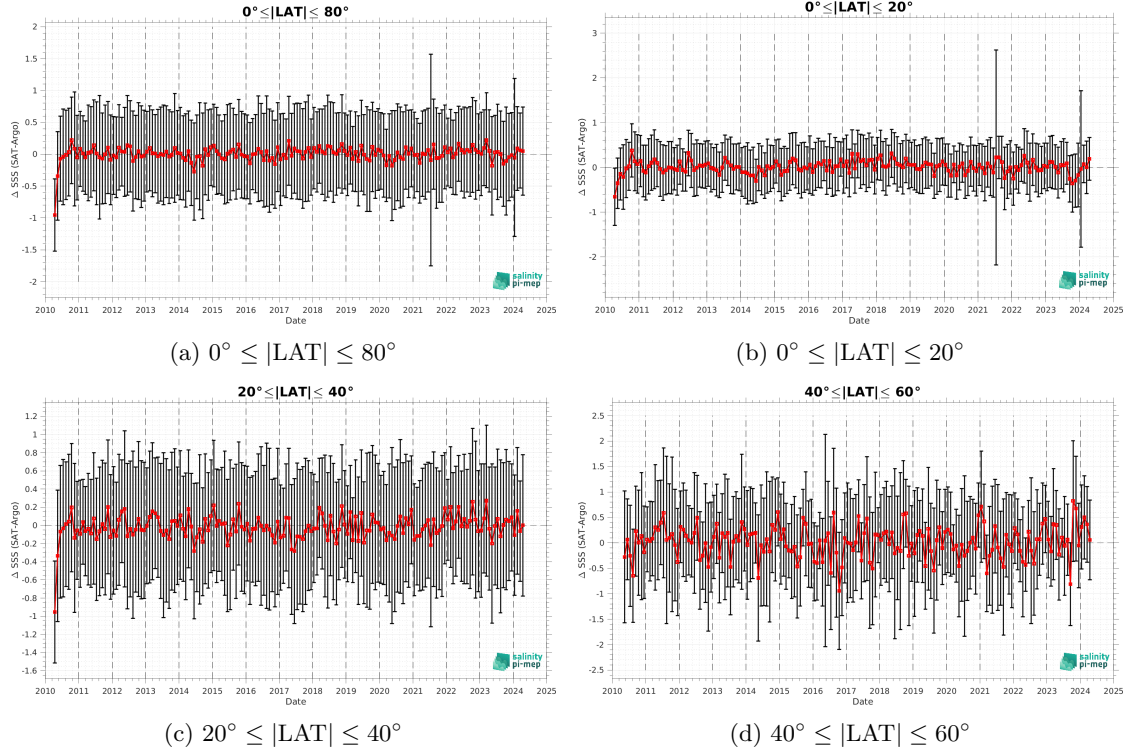 0°≤|LAT|≤ 80°
Δ SSS (SAT-Argo)
2
1.5
1
0.5
0
-0.5
-1
-1.5
-2
2010 2011 2012 2013 2014 2015 2016 2017 2018 2019 2020 2021 2022 2023 2024 2025
Date
salinity
pi-mep
(a) 0° ≤ |LAT| ≤ 80°
0°≤|LAT|≤ 20°
Δ SSS (SAT-Argo)
3
2
1
0
-1
-2
2010 2011 2012 2013 2014 2015 2016 2017 2018 2019 2020 2021 2022 2023 2024 2025
Date
salinity
pi-mep
(b) 0° ≤ |LAT| ≤ 20°
20°≤|LAT|≤ 40°
Δ SSS (SAT-Argo)
1.2
1
0.8
0.6
0.4
0.2
0
-0.2
-0.4
-0.6
-0.8
-1
-1.2
-1.4
-1.6
2010 2011 2012 2013 2014 2015 2016 2017 2018 2019 2020 2021 2022 2023 2024 2025
Date
salinity
pi-mep
(c) 20° ≤ |LAT| ≤ 40°
40°≤|LAT|≤ 60°
Δ SSS (SAT-Argo)
2.5
2
1.5
1
0.5
0
-0.5
-1
-1.5
-2
-2.5
2010 2011 2012 2013 2014 2015 2016 2017 2018 2019 2020 2021 2022 2023 2024 2025
Date
salinity
pi-mep
(d) 40° ≤ |LAT| ≤ 60°